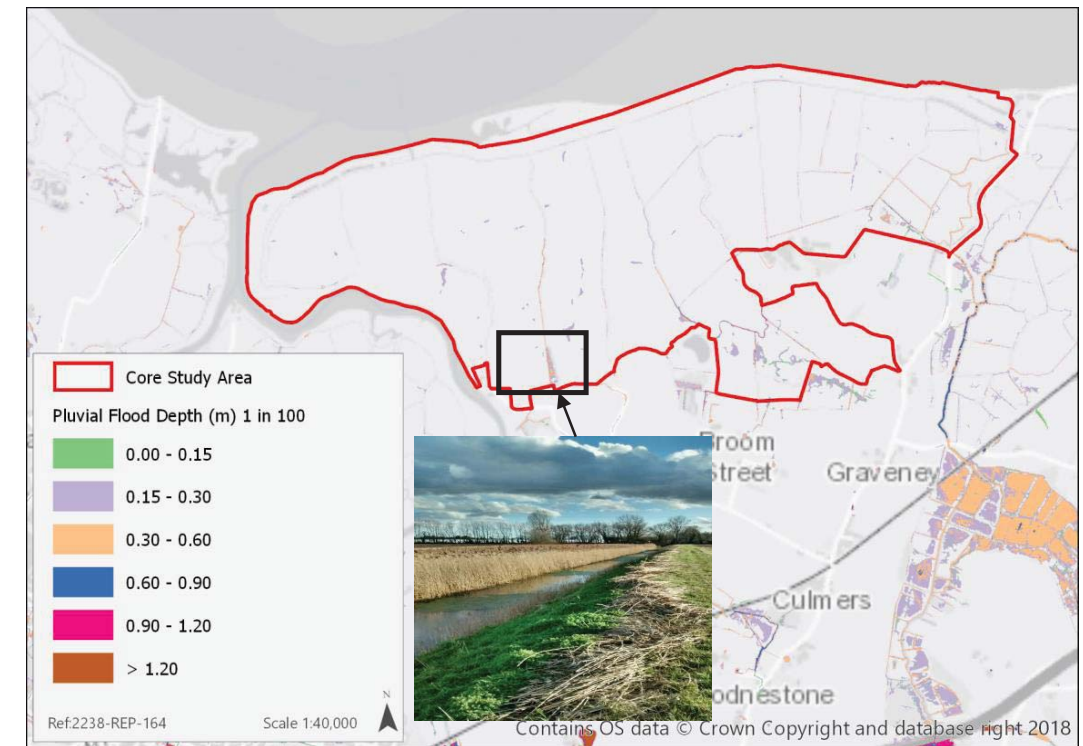 Core Study Area
Pluvial Flood Depth (m) 1 in 100
0.00 - 0.15
0.15 - 0.30
0.30 - 0.60
0.60 - 0.90
0.90 - 1.20
> 1.20
Ref:2238-REP-164
Scale 1:40,000
N
Broom
Street
Graveney
Culmers
odnestone
Contains OS data © Crown Copyright and database right 2018